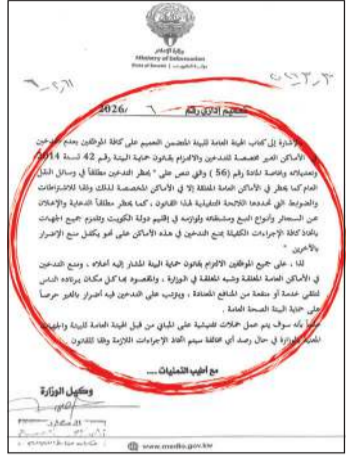 وزارة الإعلام
Ministry of Information
State of Kuwait | دولة الكويت
تعميم إداري رقم ٦ /2026
بالإشارة إلى كتاب الهيئة العامة للبيئة المتضمن التعميم على كافة الموظفين بعدم التدخين
في الأماكن الغير مخصصة للتدخين والالتزام بقانون حماية البيئة رقم 42 لسنة 2014
وتعديلاته وخاصة المادة رقم (56) والتي تنص على " يحظر التدخين مطلقاً في وسائل النقل
العام كما يحظر في الأماكن العامة المغلقة إلا في الأماكن المخصصة لذلك وفقا للاشتراطات
والضوابط التي تحددها اللائحة التنفيذية لهذا القانون ، كما يحظر مطلقاً الدعاية والإعلان
عن السجائر وأنواع التبغ ومشتقاته ولوازمه في إقليم دولة الكويت وتلتزم جميع الجهات
باتخاذ كافة الإجراءات الكفيلة بمنع التدخين في هذه الأماكن على نحو يكفل منع الإضرار
بالآخرين "
لذا ، على جميع الموظفين الالتزام بقانون حماية البيئة المشار إليه أعلاه ، ومنع التدخين
في الأماكن العامة المغلقة وشبه المغلقة في الوزارة ، والمقصود بها كل مكان يرتاده الناس
لتلقي خدمة أو منفعة من المنافع المعتادة ، ويترتب على التدخين فيه أضرار بالغير حرصاً
على حماية البيئة الصحة العامة .
علماً بأنه سوف يتم عمل حملات تفتيشية على المباني من قبل الهيئة العامة للبيئة والجهات
المعنية بالوزارة في حال رصد أي مخالفة سيتم اتخاذ الإجراءات اللازمة وفقا للقانون ...
مع أطيب التمنيات ....
وكيل الوزارة
www.media.gov.kw